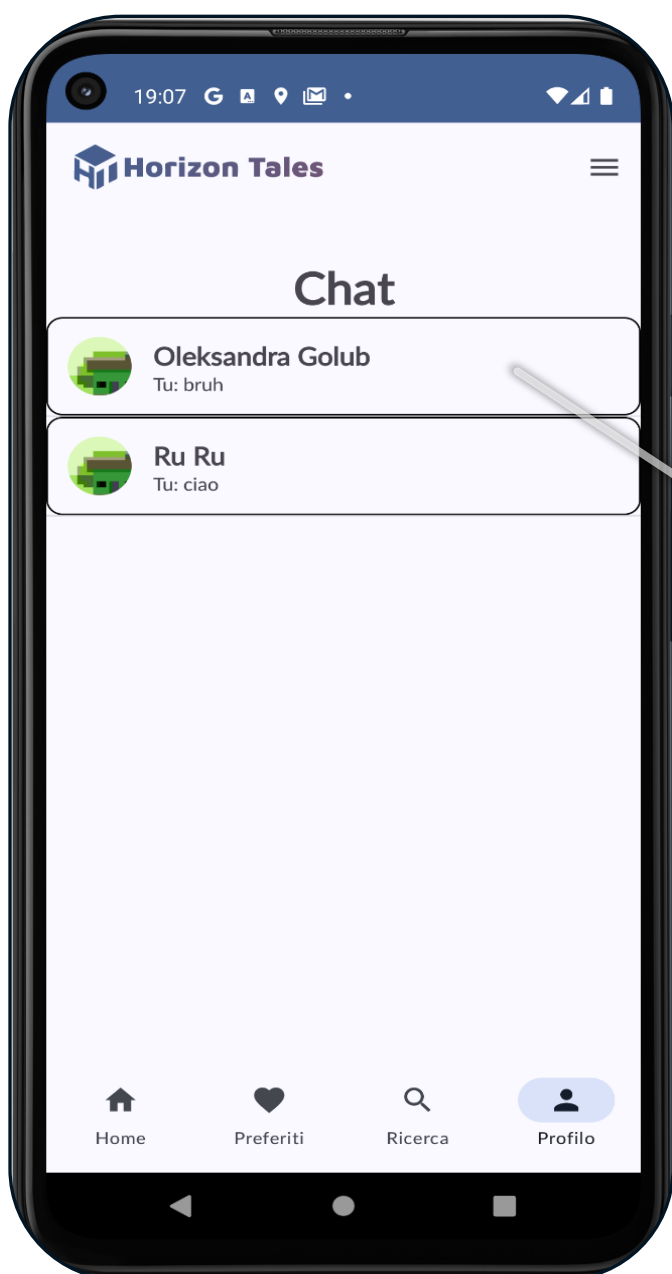 19:07
Horizon Tales
Chat
Oleksandra Golub
Tu: bruh
Ru Ru
Tu: ciao
Home
Preferiti
Ricerca
Profilo